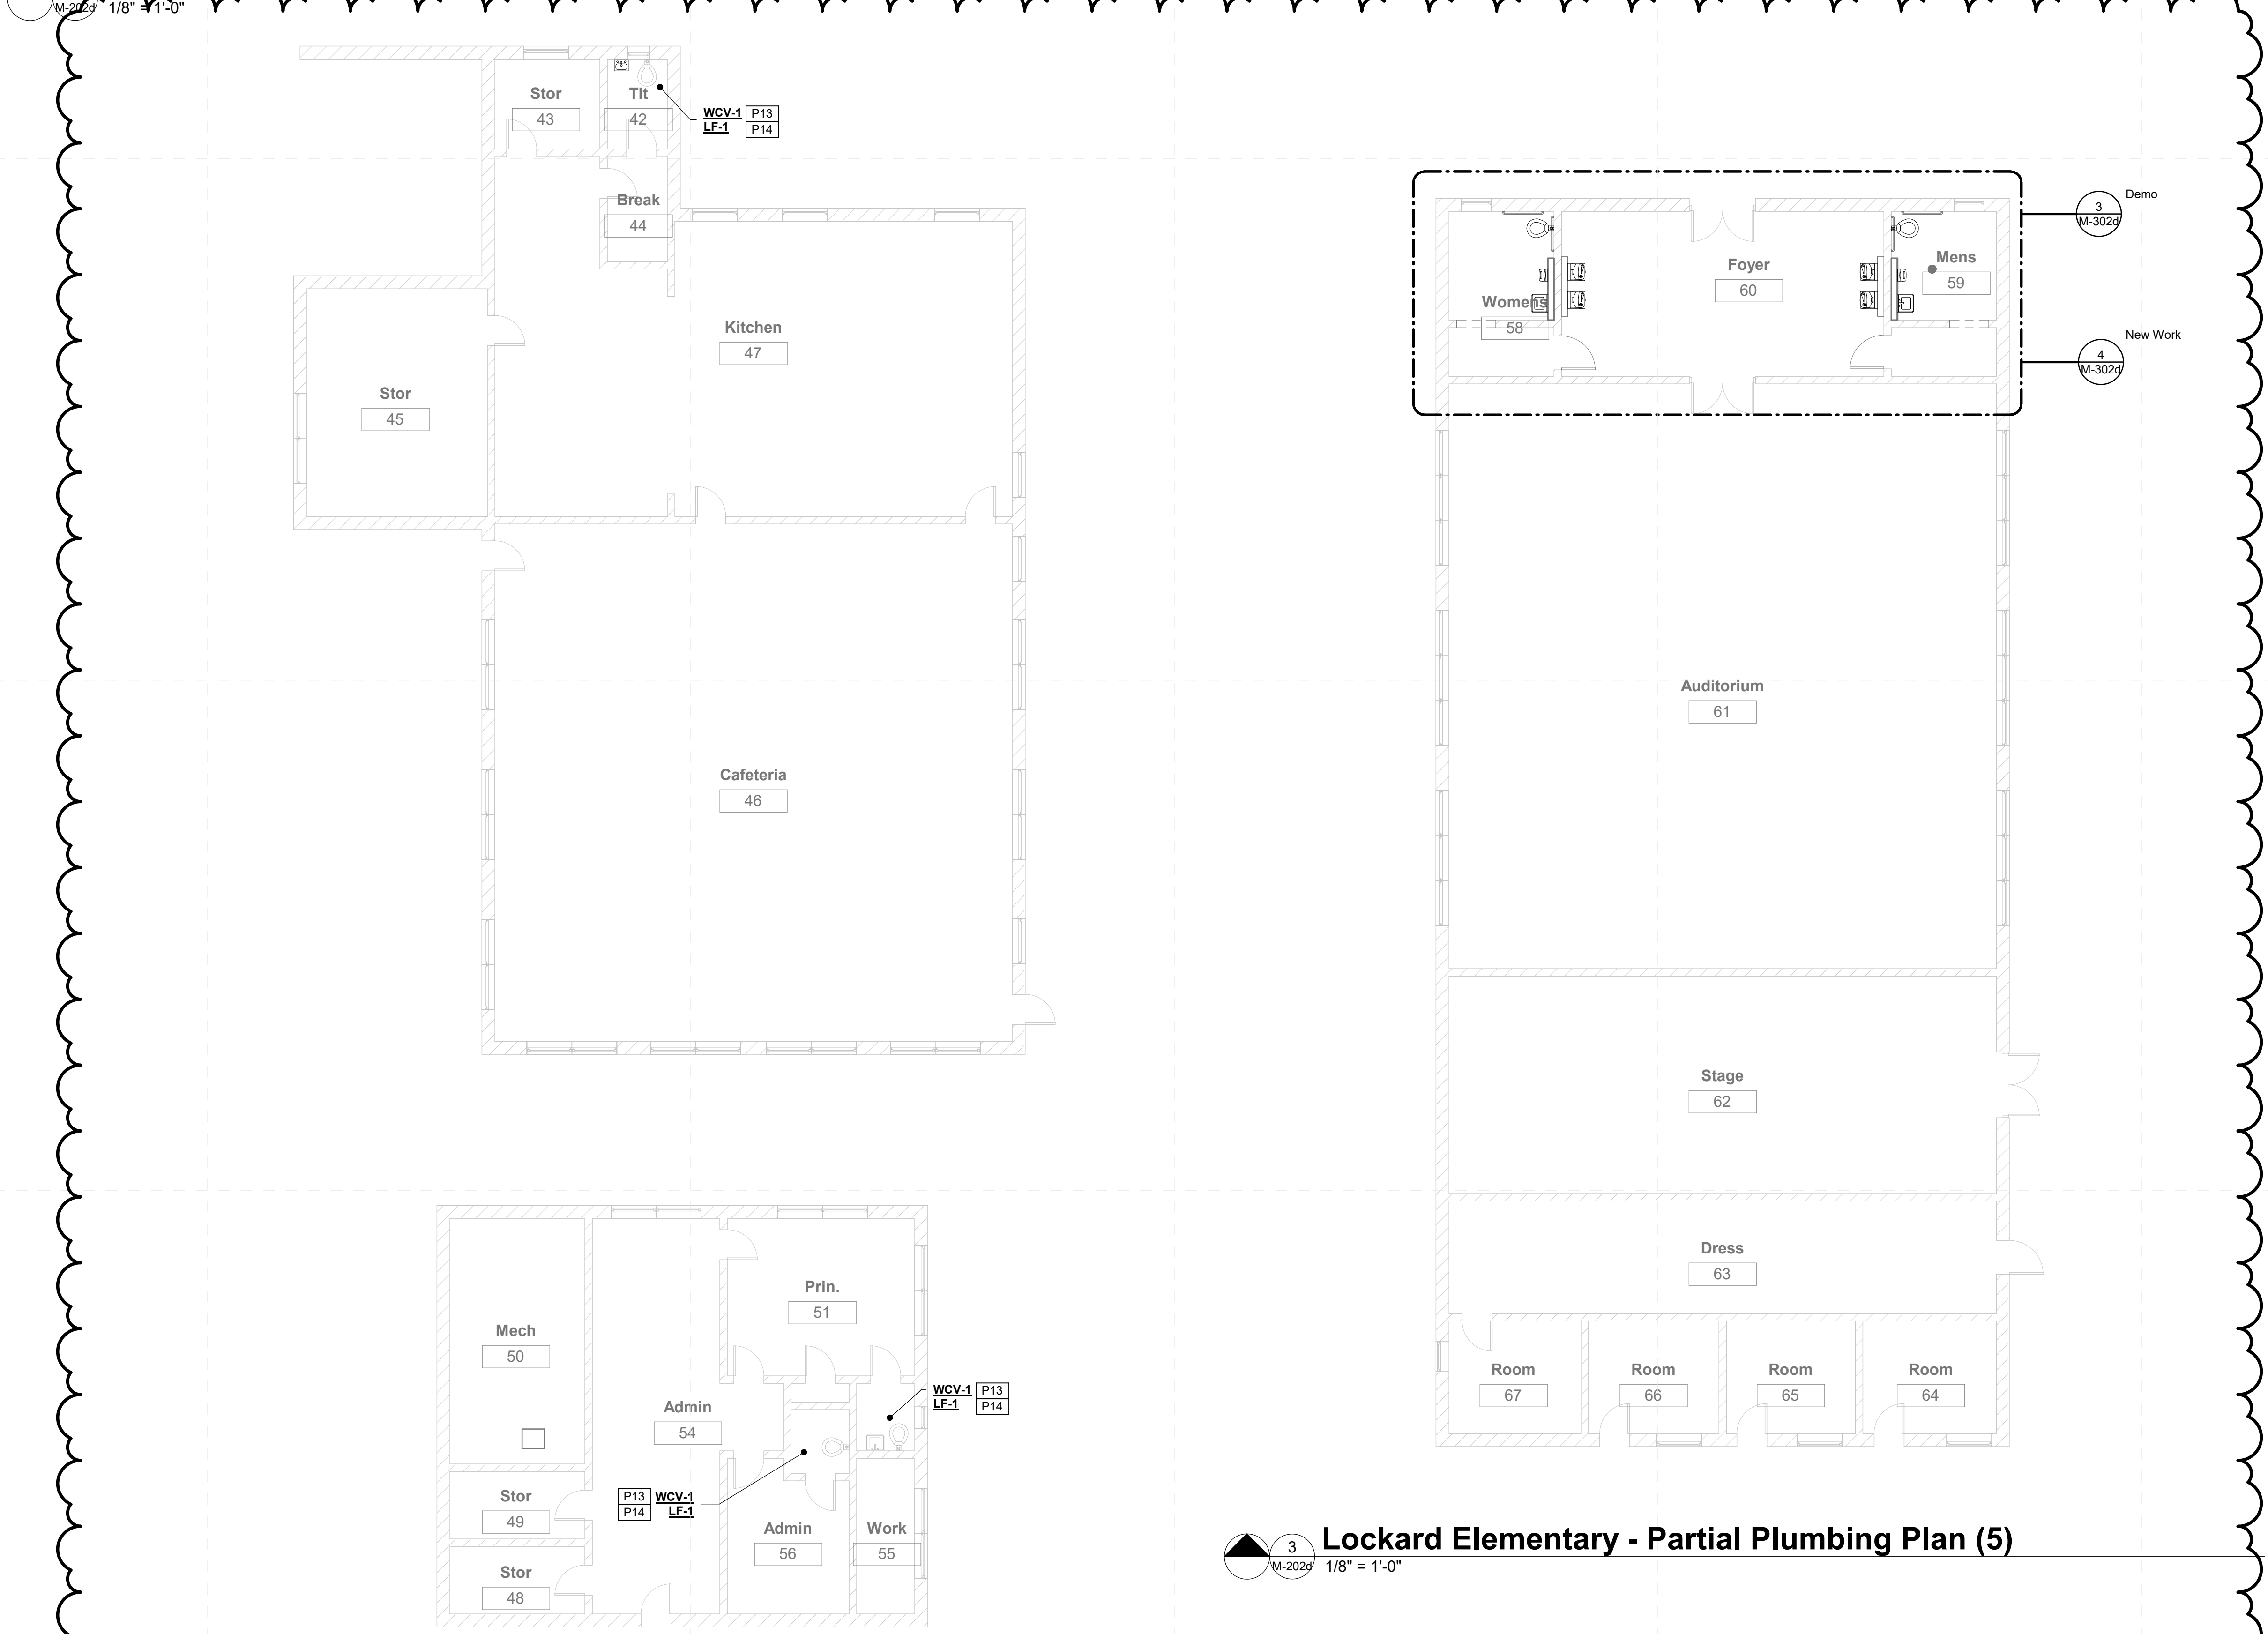 M-202d
1/8" = 1'-0"
Stor
43
Tlt
42
WCV-1
LF-1
P13
P14
Break
44
Kitchen
47
Stor
45
Cafeteria
46
Womens
58
Foyer
60
Mens
59
3
M-302d
Demo
4
M-302d
New Work
Auditorium
61
Stage
62
Dress
63
Room
67
Room
66
Room
65
Room
64
Prin.
51
Mech
50
Admin
54
WCV-1
LF-1
P13
P14
P13
P14
WCV-1
LF-1
Stor
49
Stor
48
Admin
56
Work
55
3
M-202d
Lockard Elementary - Partial Plumbing Plan (5)
1/8" = 1'-0"